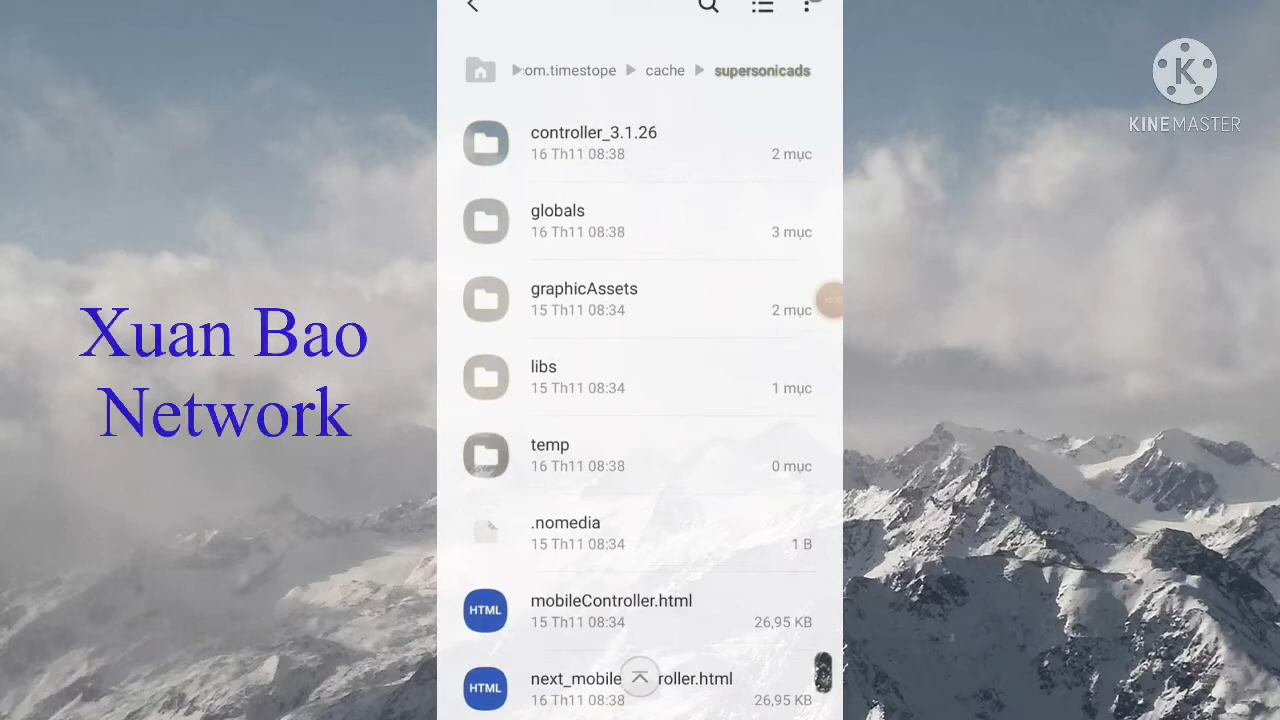 om.timestope cache supersonicads
controller_3.1.26
16 Th11 08:38 2 mục
globals
16 Th11 08:38 3 mục
graphicAssets
15 Th11 08:34 2 mục
libs
15 Th11 08:34 1 mục
temp
16 Th11 08:38 0 mục
.nomedia
15 Th11 08:34 1 B
HTML mobileController.html
15 Th11 08:34 26,95 KB
HTML next_mobile roller.html
16 Th11 08:38 26,95 KB
Xuan Bao
Network
K
KINEMASTER